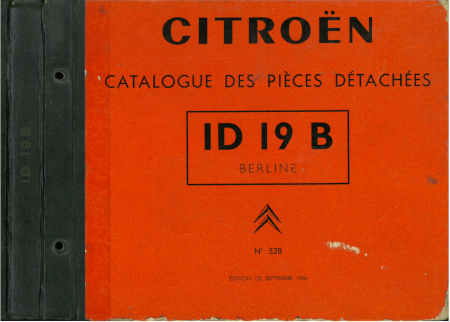 CITROËN
CATALOGUE DES PIÈCES DÉTACHÉES
ID 19 B
BERLINE
N° 528
ÉDITION DE SEPTEMBRE
ID 19 B